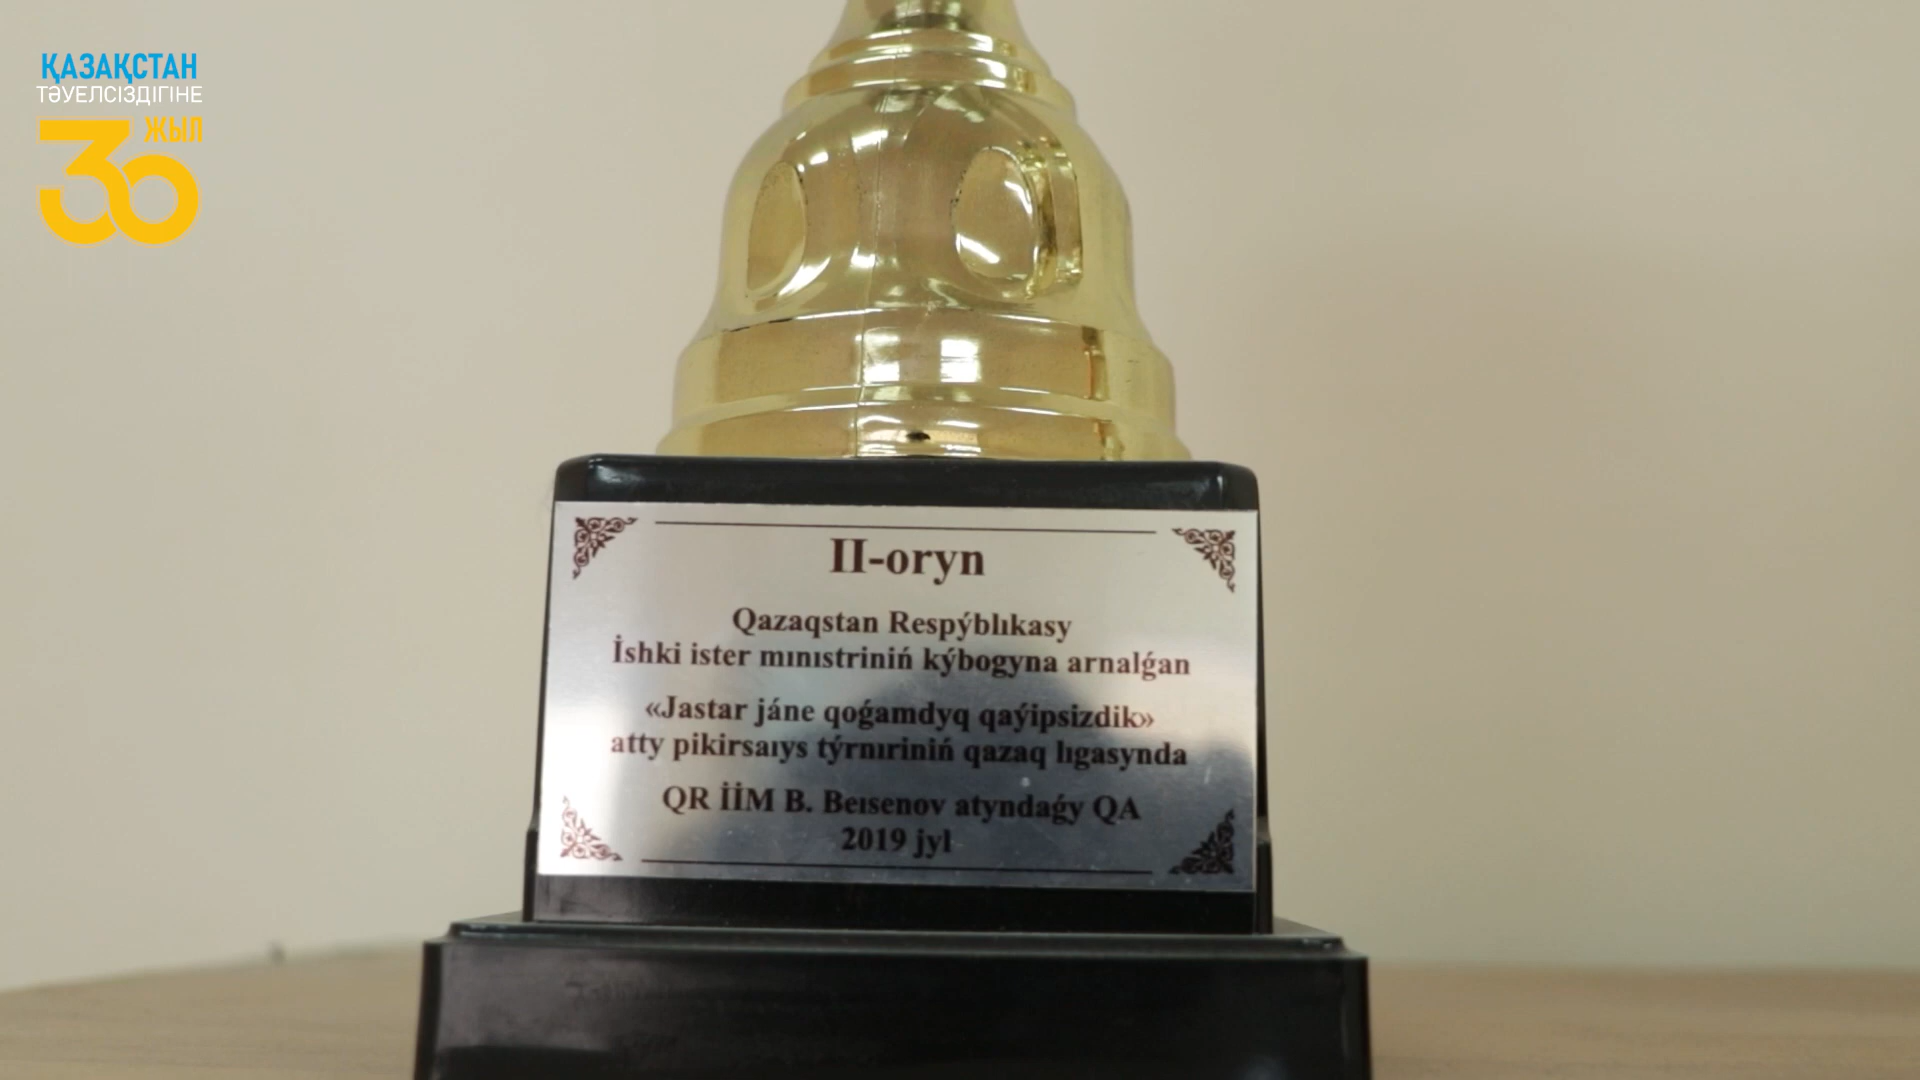 ҚАЗАҚСТАН
ТӘУЕЛСІЗДІГІНЕ
30 ЖЫЛ
II-oryn
Qazaqstan Respýblıkasy
İshki ister mınıstriniń kýbogyna arnalǵan
«Jastar jáne qoǵamdyq qaýipsizdik»
atty pikirsaıys týrnıriniń qazaq lıgasynda
QR İİM B. Beısenov atyndaǵy QA
2019 jyl